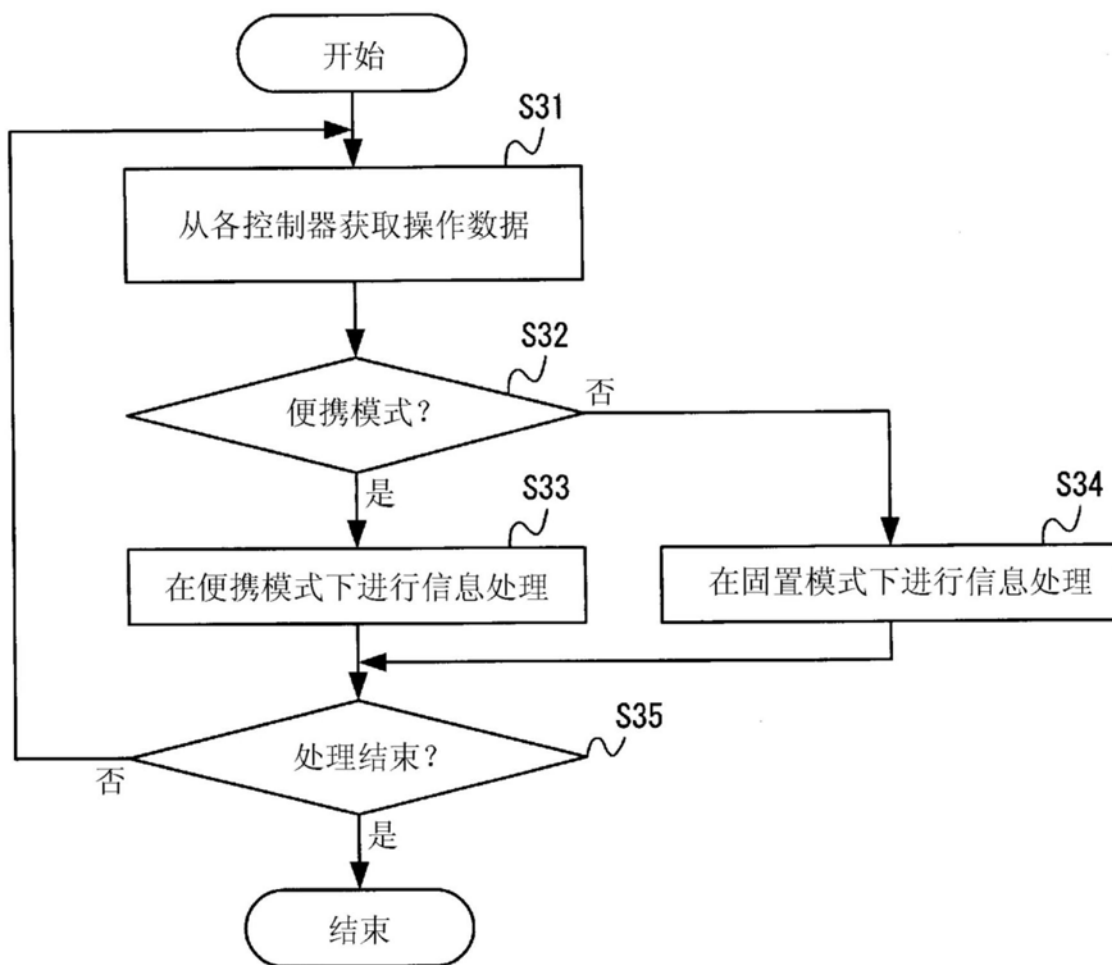 开始
S31
从各控制器获取操作数据
S32
便携模式?
否
是
S33
S34
在便携模式下进行信息处理
在固置模式下进行信息处理
S35
处理结束?
否
是
结束